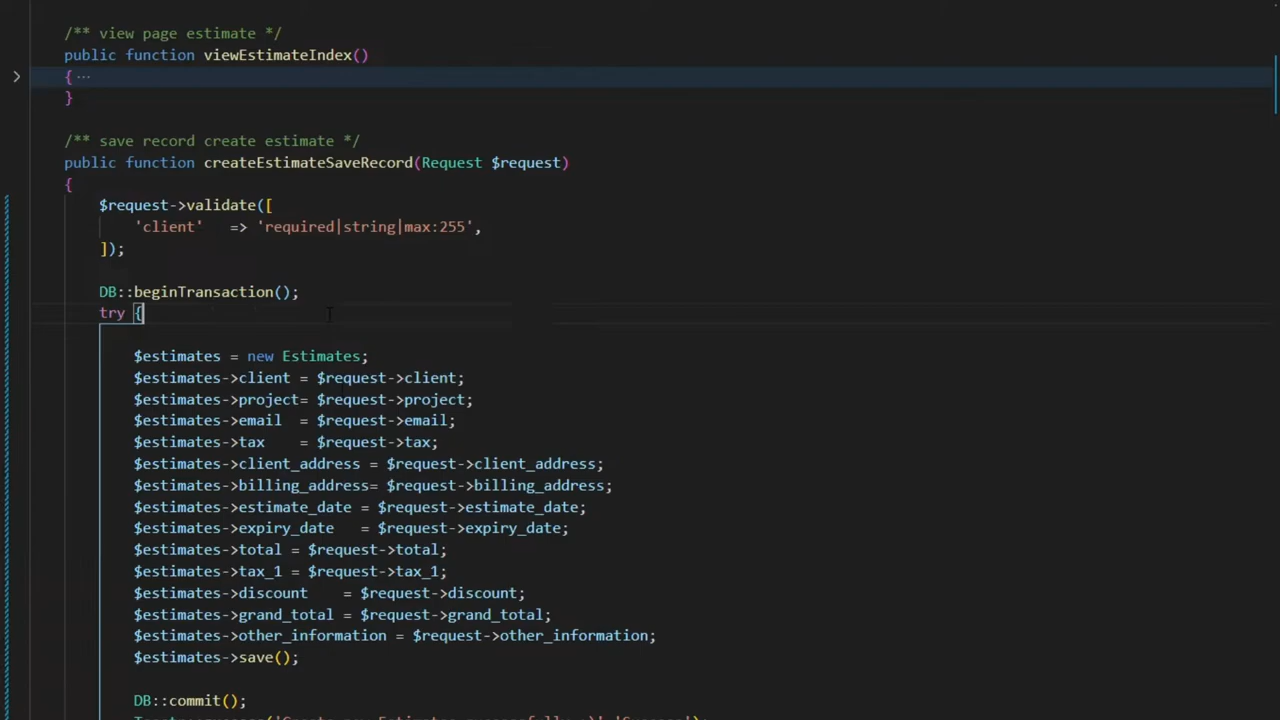 /** view page estimate */
public function viewEstimateIndex()
{ ···
}
/** save record create estimate */
public function createEstimateSaveRecord(Request $request)
{
$request->validate([
'client'   => 'required|string|max:255',
]);
DB::beginTransaction();
try {
$estimates = new Estimates;
$estimates->client = $request->client;
$estimates->project= $request->project;
$estimates->email  = $request->email;
$estimates->tax    = $request->tax;
$estimates->client_address = $request->client_address;
$estimates->billing_address= $request->billing_address;
$estimates->estimate_date = $request->estimate_date;
$estimates->expiry_date   = $request->expiry_date;
$estimates->total = $request->total;
$estimates->tax_1 = $request->tax_1;
$estimates->discount    = $request->discount;
$estimates->grand_total = $request->grand_total;
$estimates->other_information = $request->other_information;
$estimates->save();
DB::commit();